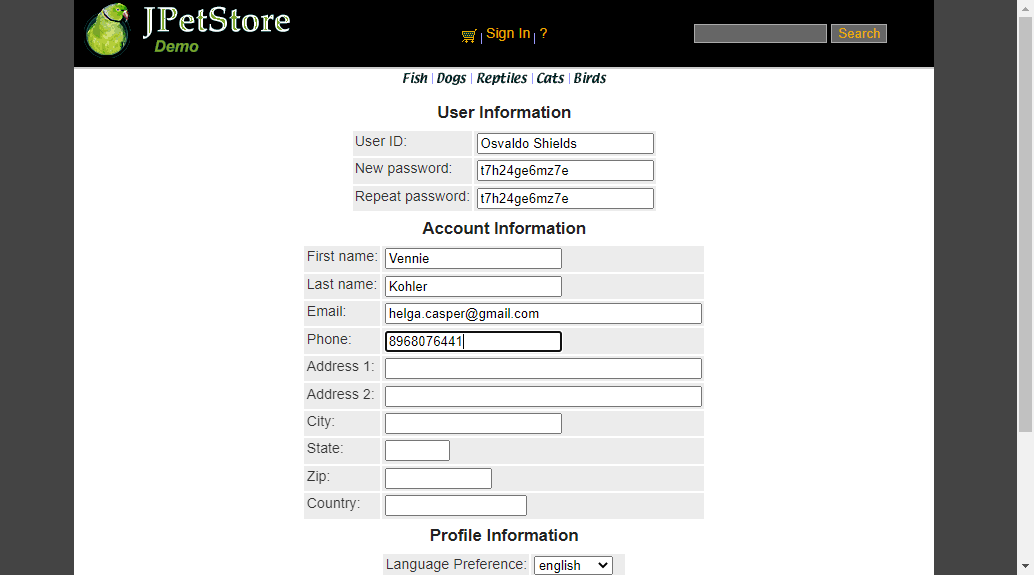 JPetStore
Demo
Sign In | ?
Search
Fish | Dogs | Reptiles | Cats | Birds
User Information
User ID: Osvaldo Shields
New password: t7h24ge6mz7e
Repeat password: t7h24ge6mz7e
Account Information
First name: Vennie
Last name: Kohler
Email: helga.casper@gmail.com
Phone: 8968076441
Address 1:
Address 2:
City:
State:
Zip:
Country:
Profile Information
Language Preference: english